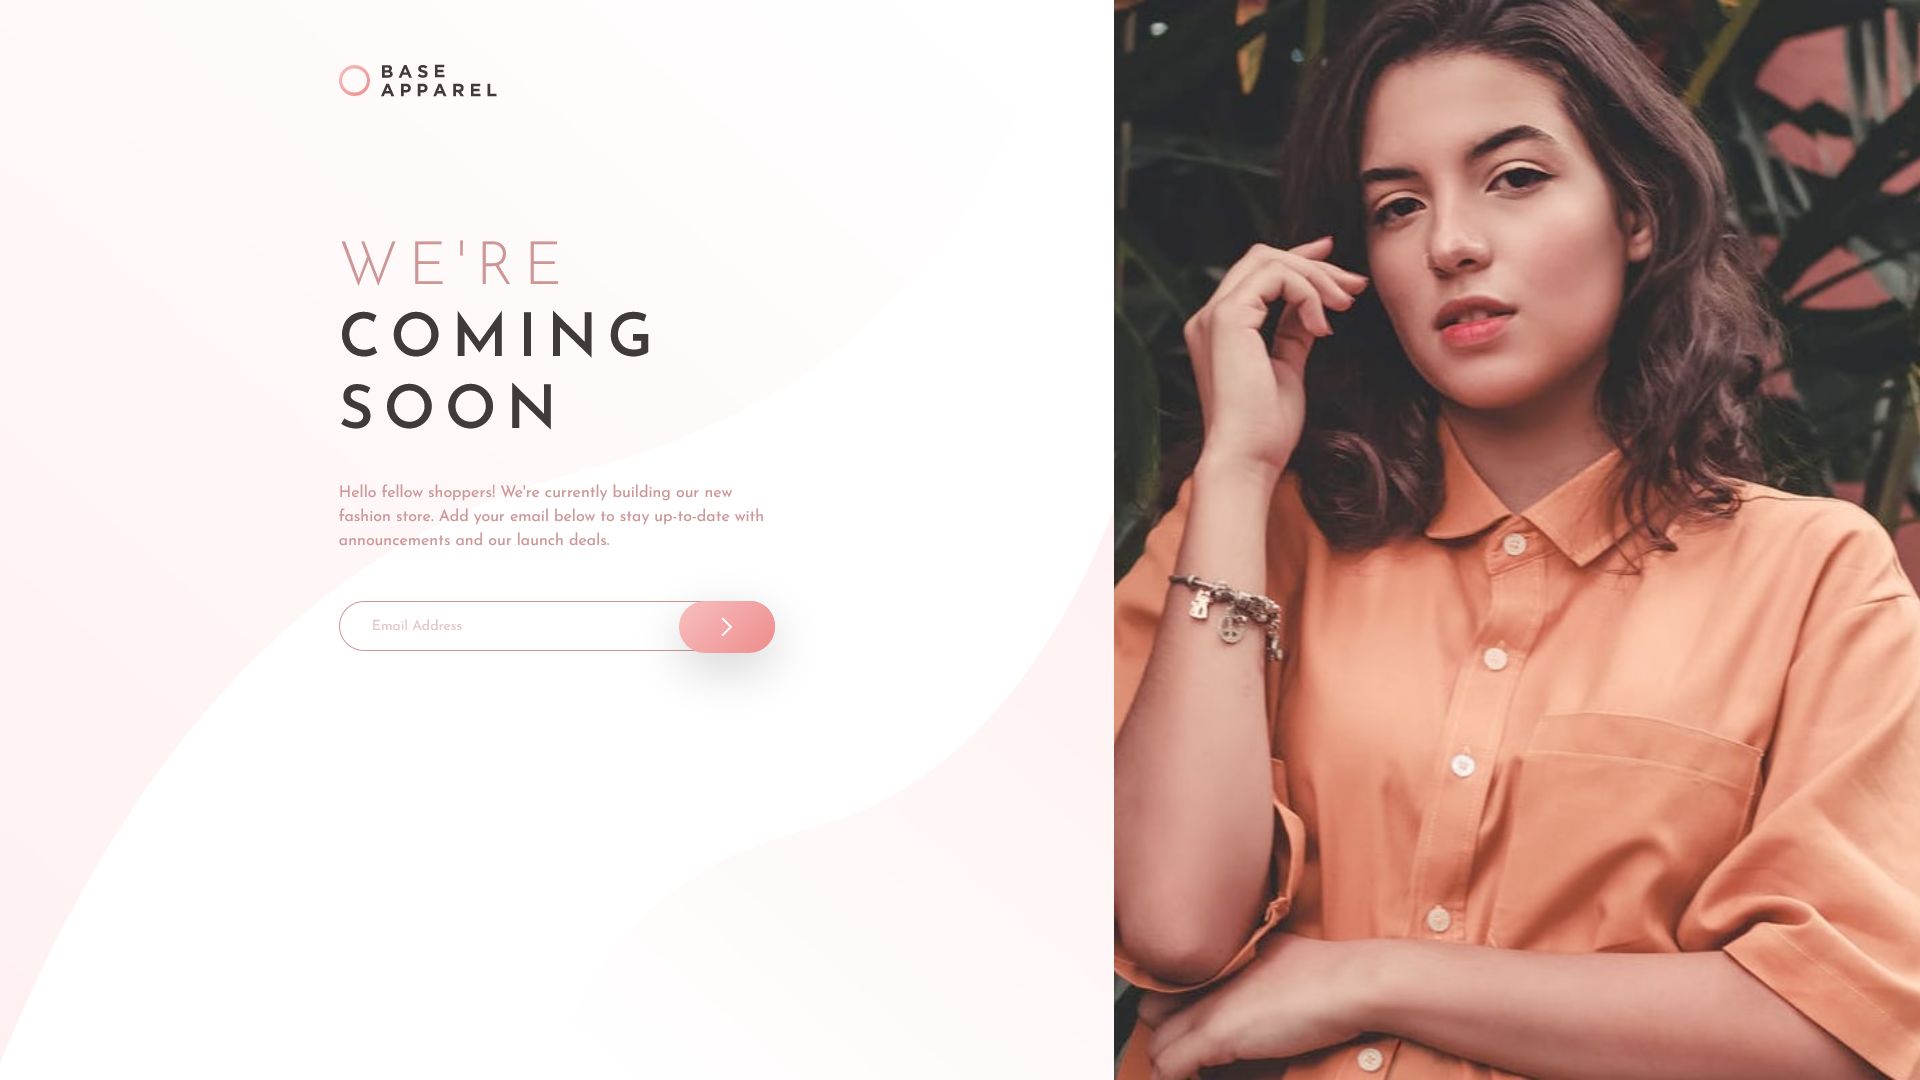 BASE
APPAREL
WE'RE
COMING
SOON
Hello fellow shoppers! We're currently building our new
fashion store. Add your email below to stay up-to-date with
announcements and our launch deals.
Email Address